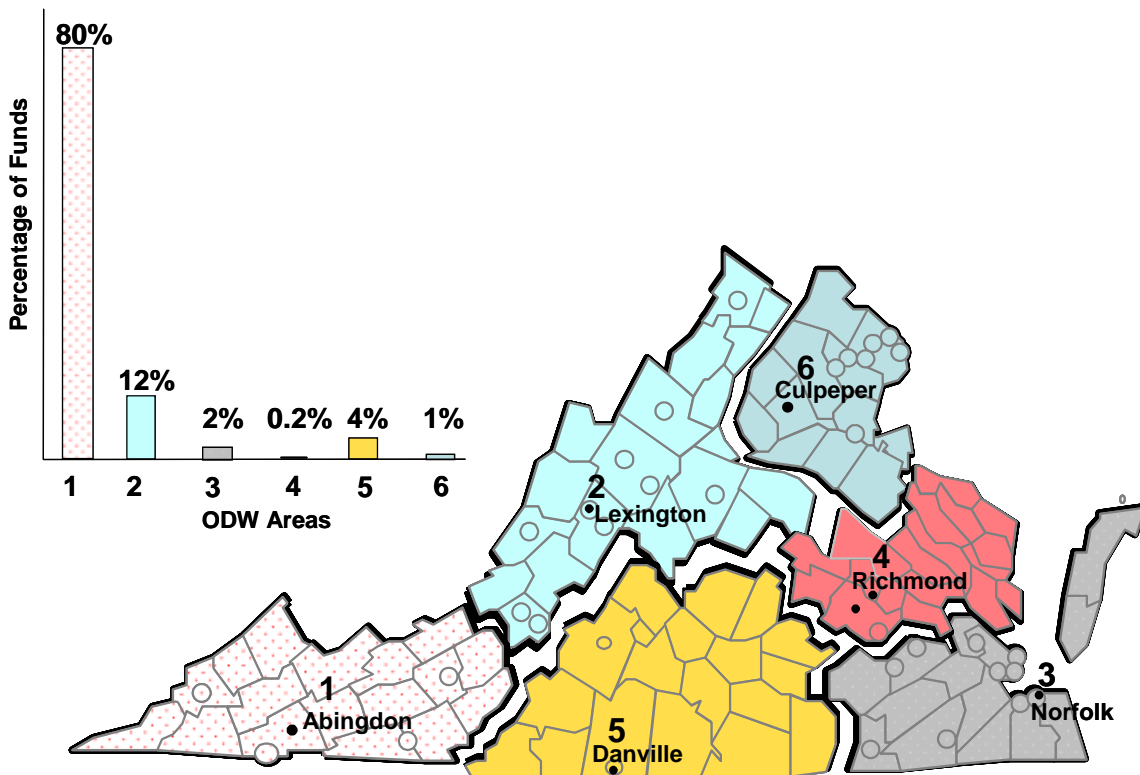 80%
Percentage of Funds
12%
2%
0.2%
4%
1%
1
2
3
4
5
6
ODW Areas
6
Culpeper
2
Lexington
4
Richmond
1
Abingdon
3
Norfolk
5
Danville